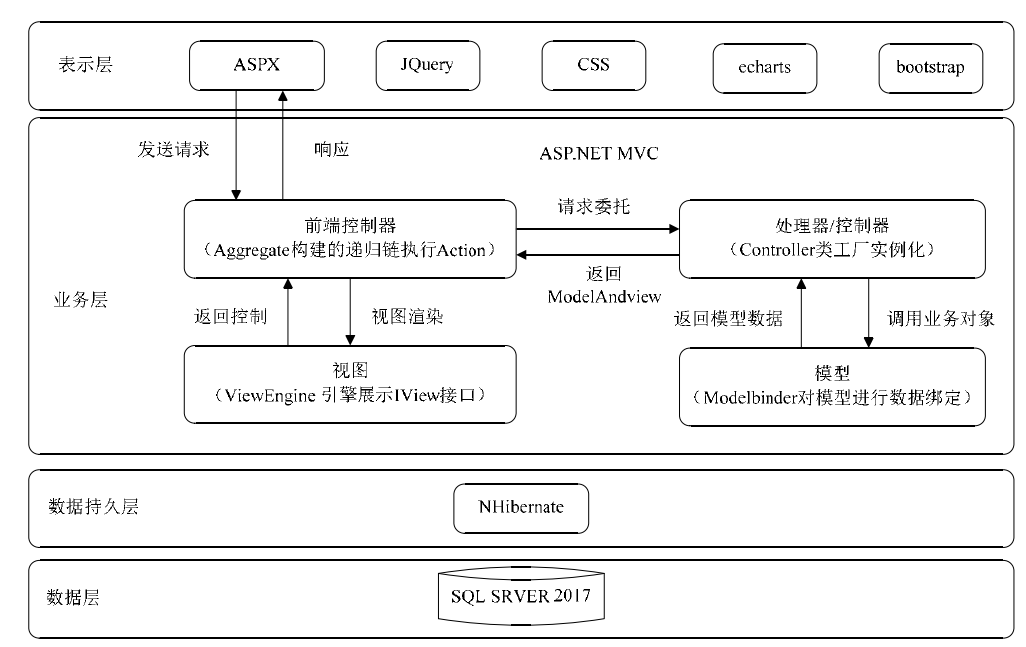 表示层
ASPX
JQuery
CSS
echarts
bootstrap
发送请求
响应
ASP.NET MVC
前端控制器
（Aggregate构建的递归链执行Action）
请求委托
返回
ModelAndview
处理器/控制器
（Controller类工厂实例化）
业务层
返回控制
视图渲染
返回模型数据
调用业务对象
视图
（ViewEngine 引擎展示IView接口）
模型
（Modelbinder对模型进行数据绑定）
数据持久层
NHibernate
数据层
SQL SRVER 2017